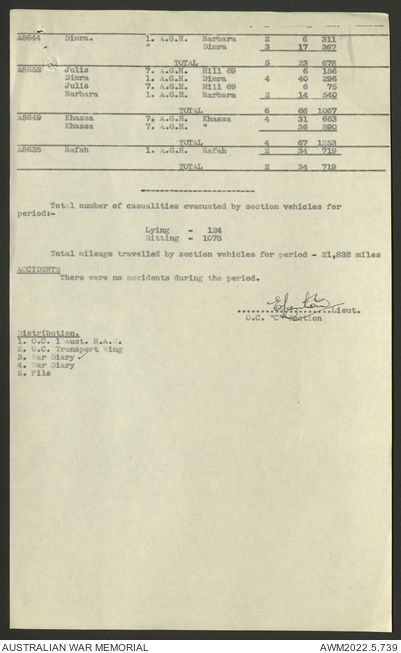 A8644 Dimra. 1. A.G.H. Barbara 2 6 311
" Dimra 3 17 367
TOTAL 5 23 678
A8652 Julis 7. A.G.H. Hill 69 6 156
Dimra 1. A.G.H. Dimra 4 40 296
Julis 7. A.G.H. Hill 69 6 75
Barbara 1. A.G.H. Barbara 2 14 540
TOTAL 6 66 1067
A8649 Khassa 7. A.G.H. Khassa 4 31 663
Khassa 7. A.G.H. " 36 590
TOTAL 4 67 1253
A8635 Rafah 1. A.G.H. Rafah 2 34 719
TOTAL 2 34 719
Total number of casualities evacuated by section vehicles for
period:-
Lying - 124
Sitting - 1075
Total mileage travelled by section vehicles for period - 21,838 miles
ACCIDENTS
There were no accidents during the period.
Lieut.
O.C. "C" Section
Distribution.
1. O.C. 1 Aust. M.A.C.
2. O.C. Transport Wing
3. War Diary
4. War Diary
5. File
AUSTRALIAN WAR MEMORIAL
AWM2022.5.739